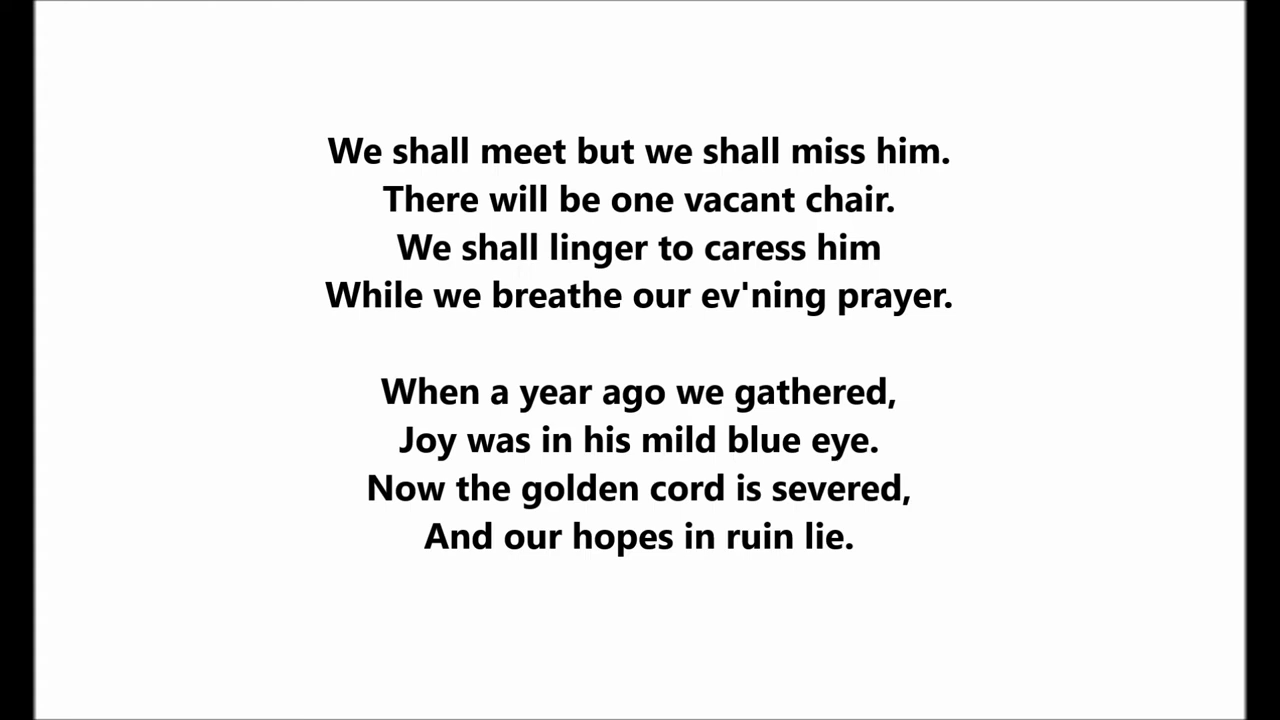 We shall meet but we shall miss him.
There will be one vacant chair.
We shall linger to caress him
While we breathe our ev'ning prayer.
When a year ago we gathered,
Joy was in his mild blue eye.
Now the golden cord is severed,
And our hopes in ruin lie.